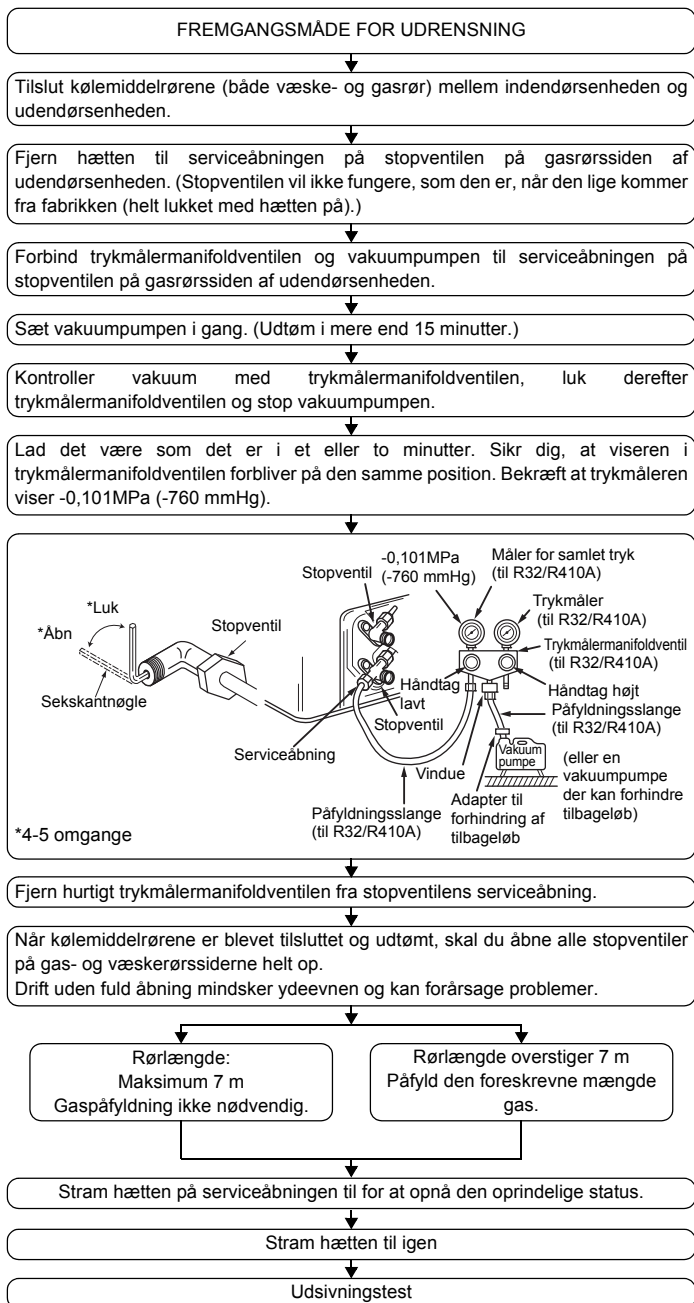 FREMGANGSMÅDE FOR UDRENSNING
Tilslut kølemiddelrørene (både væske- og gasrør) mellem indendørsenheden og
udendørsenheden.
Fjern hætten til serviceåbningen på stopventilen på gasrørssiden af
udendørsenheden. (Stopventilen vil ikke fungere, som den er, når den lige kommer
fra fabrikken (helt lukket med hætten på).)
Forbind trykmålermanifoldventilen og vakuumpumpen til serviceåbningen på
stopventilen på gasrørssiden af udendørsenheden.
Sæt vakuumpumpen i gang. (Udtøm i mere end 15 minutter.)
Kontroller vakuum med trykmålermanifoldventilen, luk derefter
trykmålermanifoldventilen og stop vakuumpumpen.
Lad det være som det er i et eller to minutter. Sikr dig, at viseren i
trykmålermanifoldventilen forbliver på den samme position. Bekræft at trykmåleren
viser -0,101MPa (-760 mmHg).
*Luk
*Åbn
Sekskantnøgle
Stopventil
*4-5 omgange
Stopventil
-0,101MPa
(-760 mmHg)
Måler for samlet tryk
(til R32/R410A)
Trykmåler
(til R32/R410A)
Trykmålermanifoldventil
(til R32/R410A)
Håndtag
lavt
Håndtag højt
Stopventil
Påfyldningsslange
(til R32/R410A)
Serviceåbning
Vindue
Vakuum
pumpe
(eller en
vakuumpumpe
der kan forhindre
tilbageløb)
Adapter til
forhindring af
tilbageløb
Påfyldningsslange
(til R32/R410A)
Fjern hurtigt trykmålermanifoldventilen fra stopventilens serviceåbning.
Når kølemiddelrørene er blevet tilsluttet og udtømt, skal du åbne alle stopventiler
på gas- og væskerørssiderne helt op.
Drift uden fuld åbning mindsker ydeevnen og kan forårsage problemer.
Rørlængde:
Maksimum 7 m
Gaspåfyldning ikke nødvendig.
Rørlængde overstiger 7 m
Påfyld den foreskrevne mængde
gas.
Stram hætten på serviceåbningen til for at opnå den oprindelige status.
Stram hætten til igen
Udsivningstest